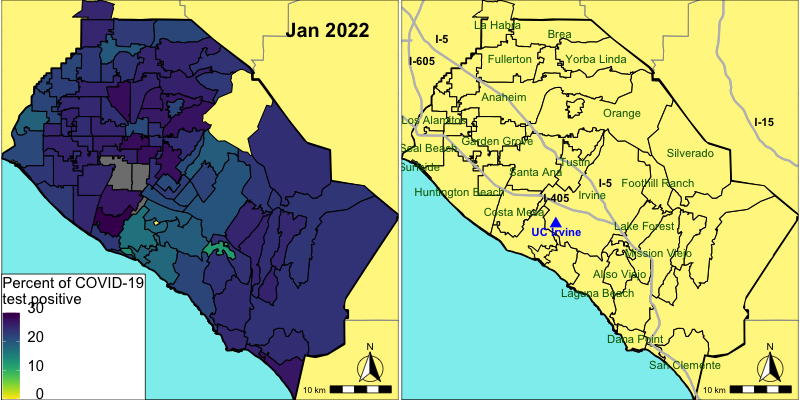 Jan 2022
Percent of COVID-19
test positive
30
20
10
0
N
10 km
La Habra
Brea
I-5
I-605
Fullerton
Yorba Linda
Anaheim
Orange
Los Alamitos
I-15
Garden Grove
Seal Beach
Silverado
Tustin
Sunside
Santa Ana
I-5
Foothill Ranch
Huntington Beach
I-405
Irvine
Costa Mesa
UC Irvine
Lake Forest
Mission Viejo
Aliso Viejo
Laguna Beach
Dana Point
San Clemente
N
10 km